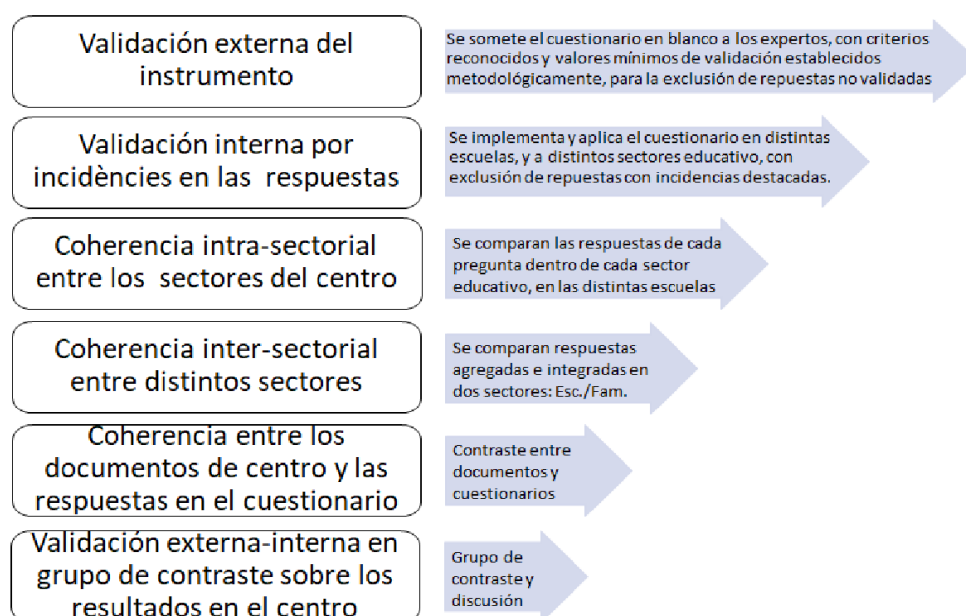 Validación externa del
instrumento
Se somete el cuestionario en blanco a los expertos, con criterios
reconocidos y valores mínimos de validación establecidos
metodológicamente, para la exclusión de repuestas no validadas
Validación interna por
incidències en las respuestas
Se implementa y aplica el cuestionario en distintas
escuelas, y a distintos sectores educativo, con
exclusión de repuestas con incidencias destacadas.
Coherencia intra-sectorial
entre los sectores del centro
Se comparan las respuestas de cada
pregunta dentro de cada sector
educativo, en las distintas escuelas
Coherencia inter-sectorial
entre distintos sectores
Se comparan respuestas
agregadas e integradas en
dos sectores: Esc./Fam.
Coherencia entre los
documentos de centro y las
respuestas en el cuestionario
Contraste entre
documentos y
cuestionarios
Validación externa-interna en
grupo de contraste sobre los
resultados en el centro
Grupo de
contraste y
discusión